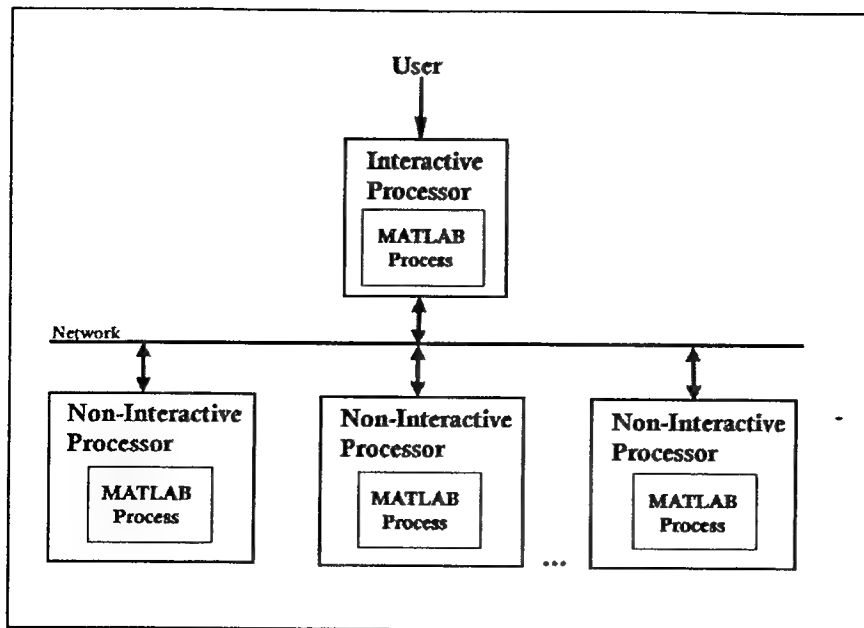 User
Interactive
Processor
MATLAB
Process
Network
Non-Interactive
Processor
MATLAB
Process
Non-Interactive
Processor
MATLAB
Process
...
Non-Interactive
Processor
MATLAB
Process